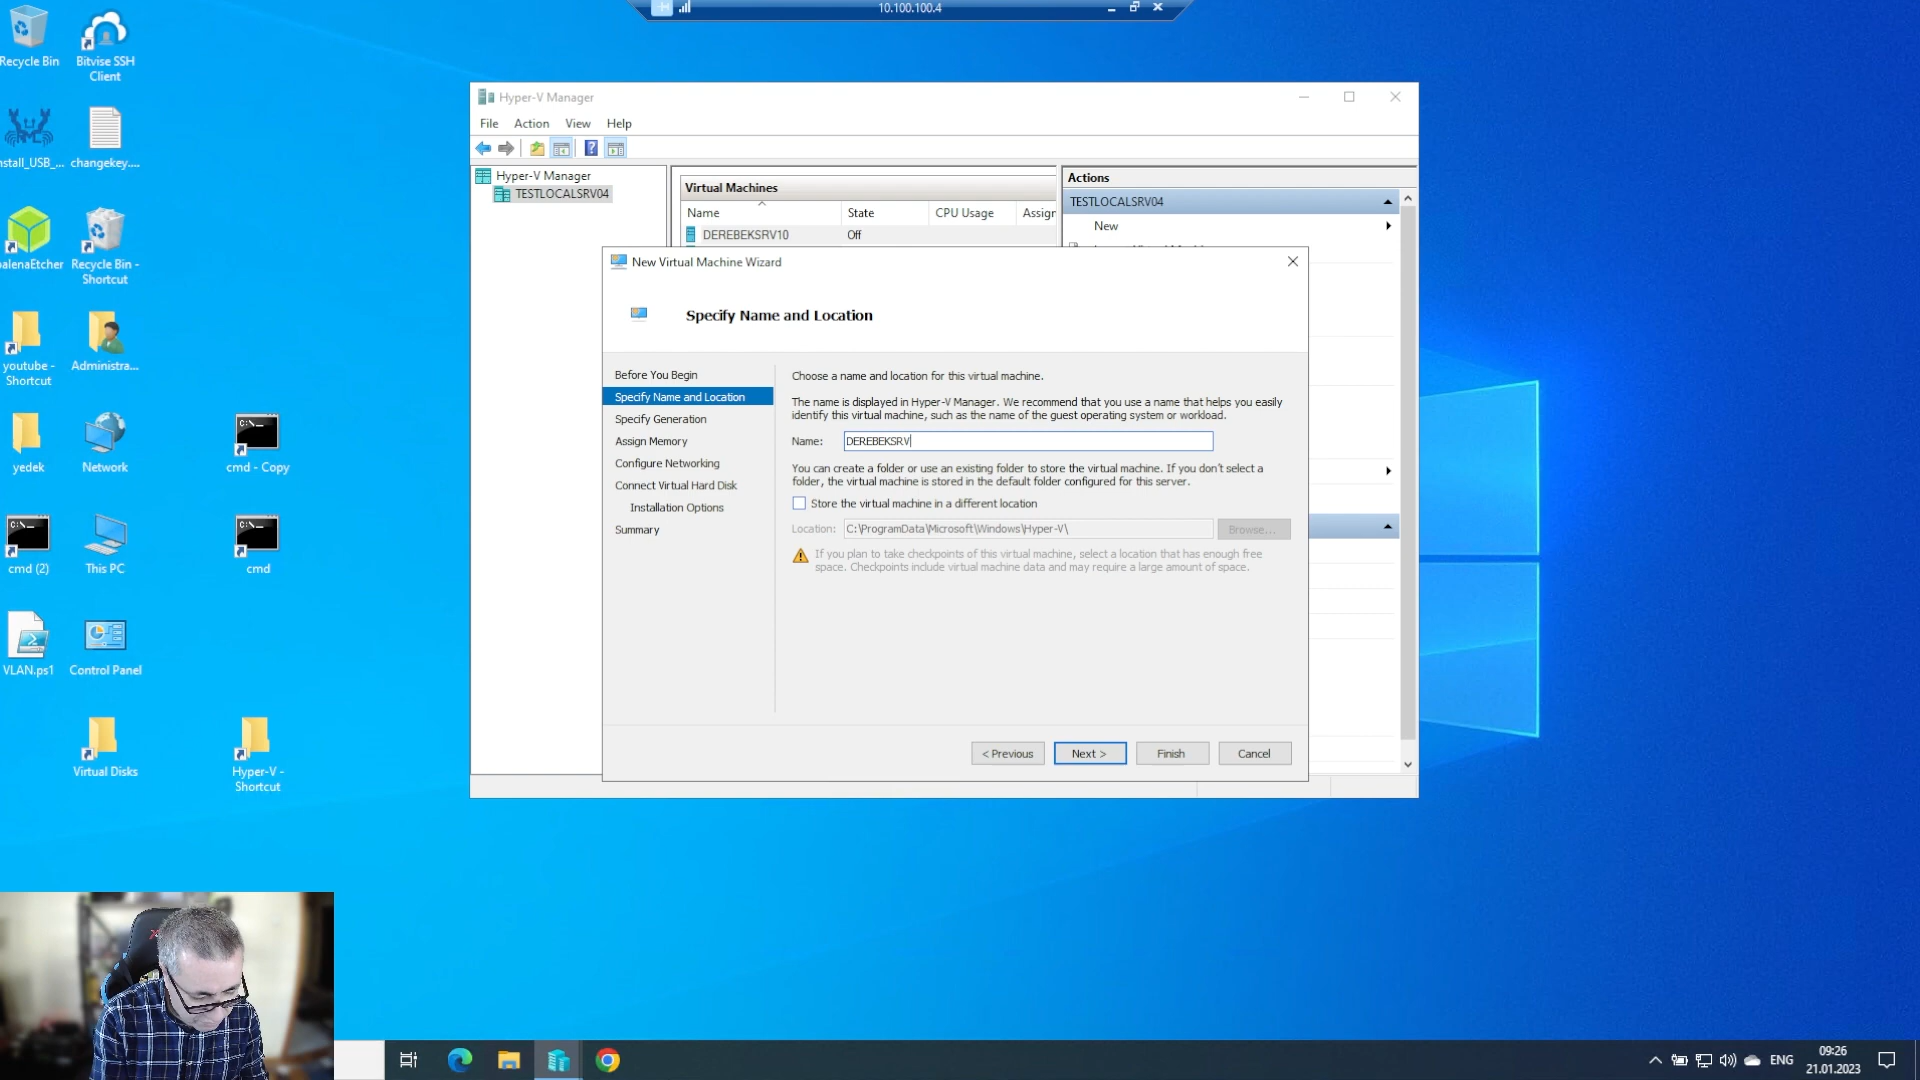 10.100.100.4
Recycle Bin
Bitvise SSH
Client
nstall_USB_...
changekey....
balenaEtcher
Recycle Bin -
Shortcut
youtube -
Shortcut
Administra...
yedek
Network
cmd - Copy
cmd (2)
This PC
cmd
VLAN.ps1
Control Panel
Virtual Disks
Hyper-V -
Shortcut
Hyper-V Manager
File
Action
View
Help
Hyper-V Manager
TESTLOCALSRV04
Virtual Machines
Name
State
CPU Usage
Assign
DEREBEKSRV10
Off
Actions
TESTLOCALSRV04
New
New Virtual Machine Wizard
Specify Name and Location
Before You Begin
Specify Name and Location
Specify Generation
Assign Memory
Configure Networking
Connect Virtual Hard Disk
Installation Options
Summary
Choose a name and location for this virtual machine.
The name is displayed in Hyper-V Manager. We recommend that you use a name that helps you easily
identify this virtual machine, such as the name of the guest operating system or workload.
Name:
DEREBEKSRV
You can create a folder or use an existing folder to store the virtual machine. If you don't select a
folder, the virtual machine is stored in the default folder configured for this server.
Store the virtual machine in a different location
Location:
C:\ProgramData\Microsoft\Windows\Hyper-V\
Browse...
If you plan to take checkpoints of this virtual machine, select a location that has enough free
space. Checkpoints include virtual machine data and may require a large amount of space.
< Previous
Next >
Finish
Cancel
ENG
09:26
21.01.2023